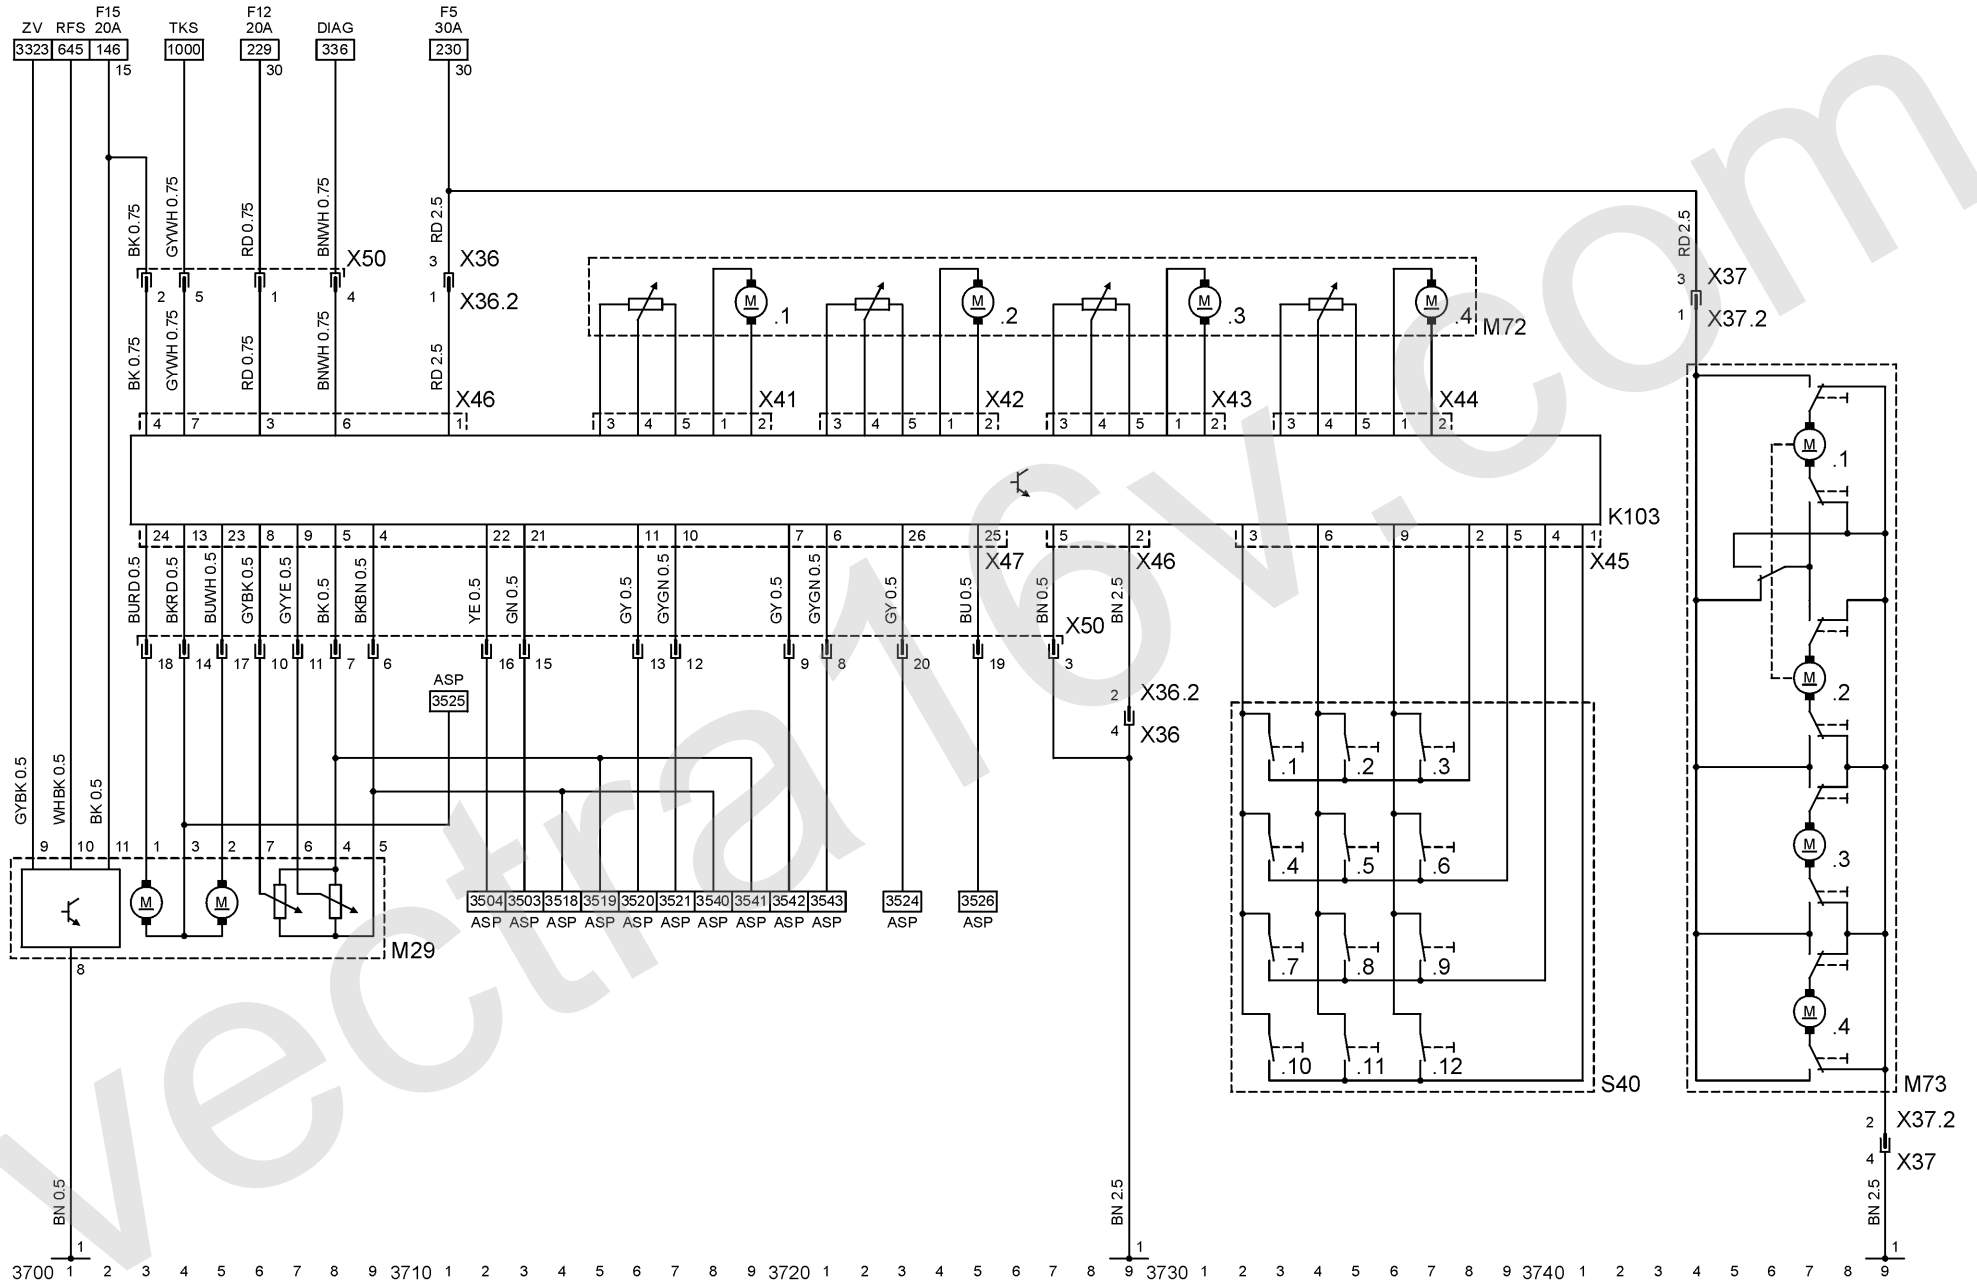 F15 F12 F5
ZV RFS 20A TKS 20A DIAG 30A
3323 645 146 1000 229 336 230
15 30 30
BK 0.75 GYWH 0.75 RD 0.75 BNWH 0.75 RD 2.5 RD 2.5
X50 3 X36 3 X37
2 5 1 4 1 X36.2 1 X37.2
.1 .2 .3 .4 M72
M M M M
BK 0.75 GYWH 0.75 RD 0.75 BNWH 0.75 RD 2.5
X46 X41 X42 X43 X44
4 7 3 6 1 3 4 5 1 2 3 4 5 1 2 3 4 5 1 2 3 4 5 1 2
M .1
K103
24 13 23 8 9 5 4 22 21 11 10 7 6 26 25 5 2 3 6 9 2 5 4 1
X47 X46 X45
BURD 0.5 BKRD 0.5 BUWH 0.5 GYBK 0.5 GYYE 0.5 BK 0.5 BKBN 0.5 YE 0.5 GN 0.5 GY 0.5 GYGN 0.5 GY 0.5 GYGN 0.5 GY 0.5 BU 0.5 BN 0.5 BN 2.5
X50
18 14 17 10 11 7 6 16 15 13 12 9 8 20 19 3
ASP
3525
2 X36.2
4 X36
M .2
.1 .2 .3
GYBK 0.5 WHBK 0.5 BK 0.5
9 10 11 1 3 2 7 6 4 5
M .3
.4 .5 .6
M M
3504 3503 3518 3519 3520 3521 3540 3541 3542 3543 3524 3526
ASP ASP ASP ASP ASP ASP ASP ASP ASP ASP ASP ASP
M29
8
.7 .8 .9
M .4
.10 .11 .12
S40 M73
2 X37.2
4 X37
BN 0.5 BN 2.5 BN 2.5
1 1 1
3700 1 2 3 4 5 6 7 8 9 3710 1 2 3 4 5 6 7 8 9 3720 1 2 3 4 5 6 7 8 9 3730 1 2 3 4 5 6 7 8 9 3740 1 2 3 4 5 6 7 8 9
vectra16v.com